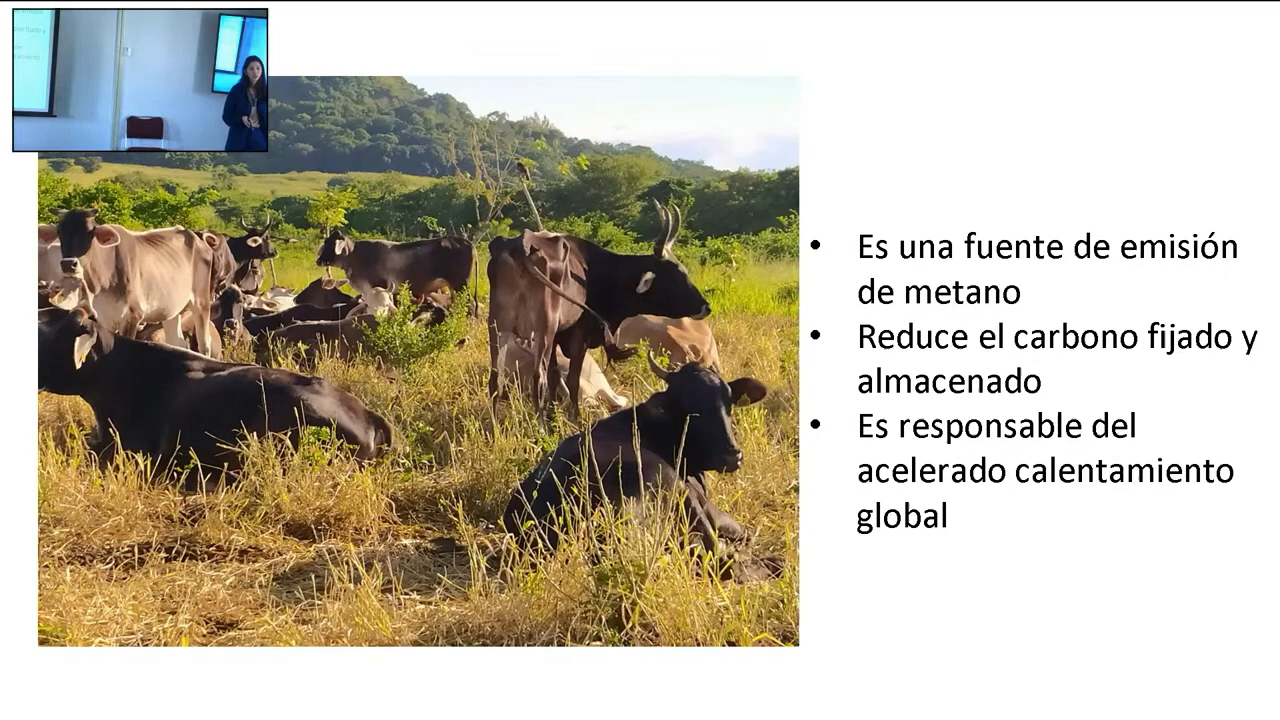 • Es una fuente de emisión
de metano
• Reduce el carbono fijado y
almacenado
• Es responsable del
acelerado calentamiento
global